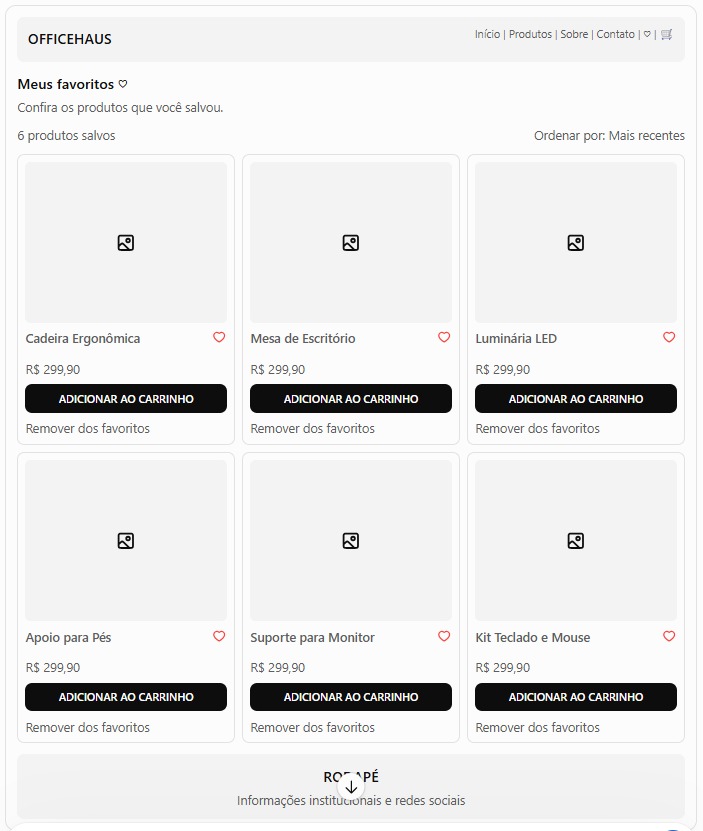 OFFICEHAUS
Início | Produtos | Sobre | Contato | ♡ | 🛒
Meus favoritos ♡
Confira os produtos que você salvou.
6 produtos salvos
Ordenar por: Mais recentes
Cadeira Ergonômica
Mesa de Escritório
Luminária LED
R$ 299,90
R$ 299,90
R$ 299,90
ADICIONAR AO CARRINHO
ADICIONAR AO CARRINHO
ADICIONAR AO CARRINHO
Remover dos favoritos
Remover dos favoritos
Remover dos favoritos
Apoio para Pés
Suporte para Monitor
Kit Teclado e Mouse
R$ 299,90
R$ 299,90
R$ 299,90
ADICIONAR AO CARRINHO
ADICIONAR AO CARRINHO
ADICIONAR AO CARRINHO
Remover dos favoritos
Remover dos favoritos
Remover dos favoritos
RODAPÉ
Informações institucionais e redes sociais